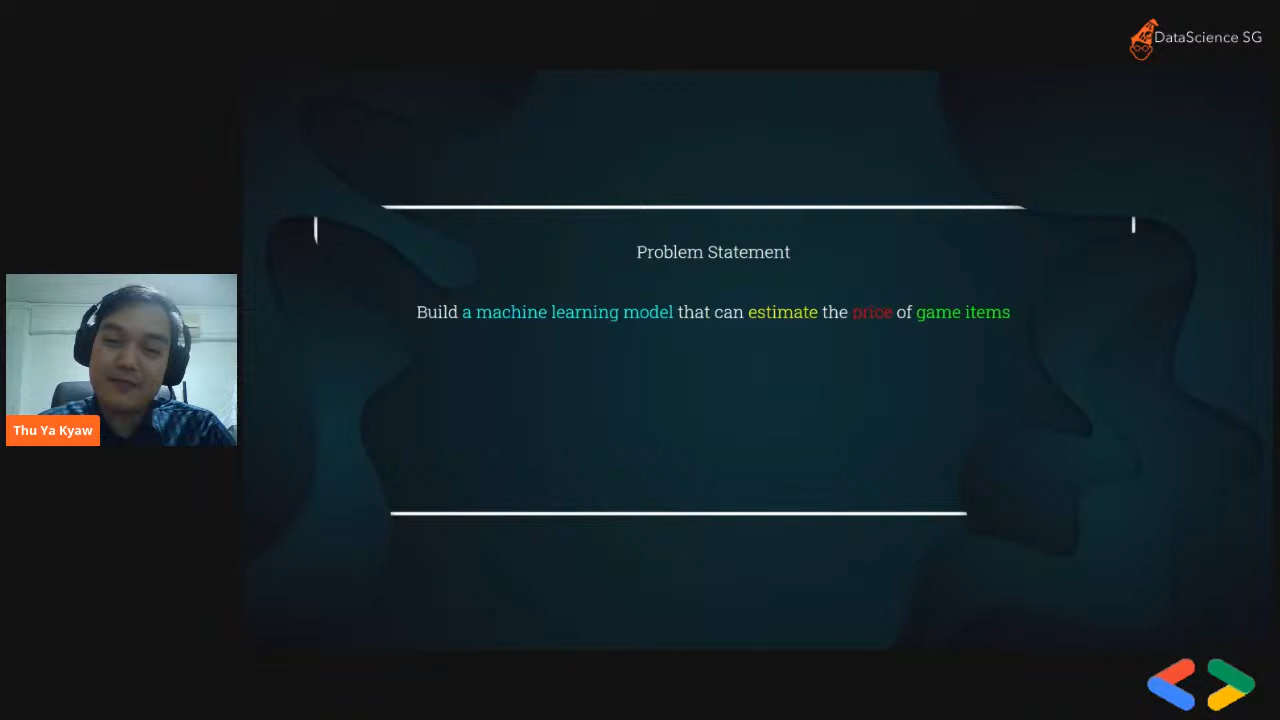 DataScience SG
Problem Statement
Build a machine learning model that can estimate the price of game items
Thu Ya Kyaw